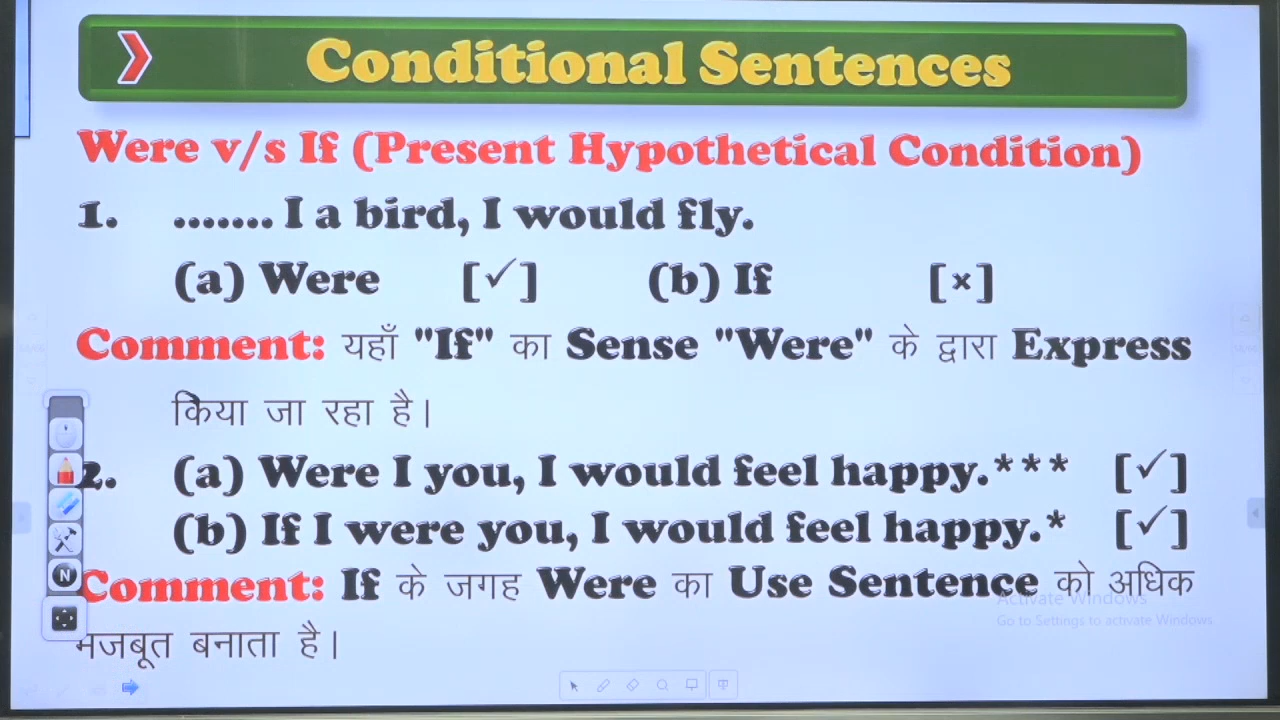 Conditional Sentences
Were v/s If (Present Hypothetical Condition)
1. ....... I a bird, I would fly.
(a) Were [✓] (b) If [×]
Comment: यहाँ "If" का Sense "Were" के द्वारा Express
किया जा रहा है।
2. (a) Were I you, I would feel happy.*** [✓]
(b) If I were you, I would feel happy.* [✓]
Comment: If के जगह Were का Use Sentence को अधिक
मजबूत बनाता है।
Activate Windows
Go to Settings to activate Windows.
N